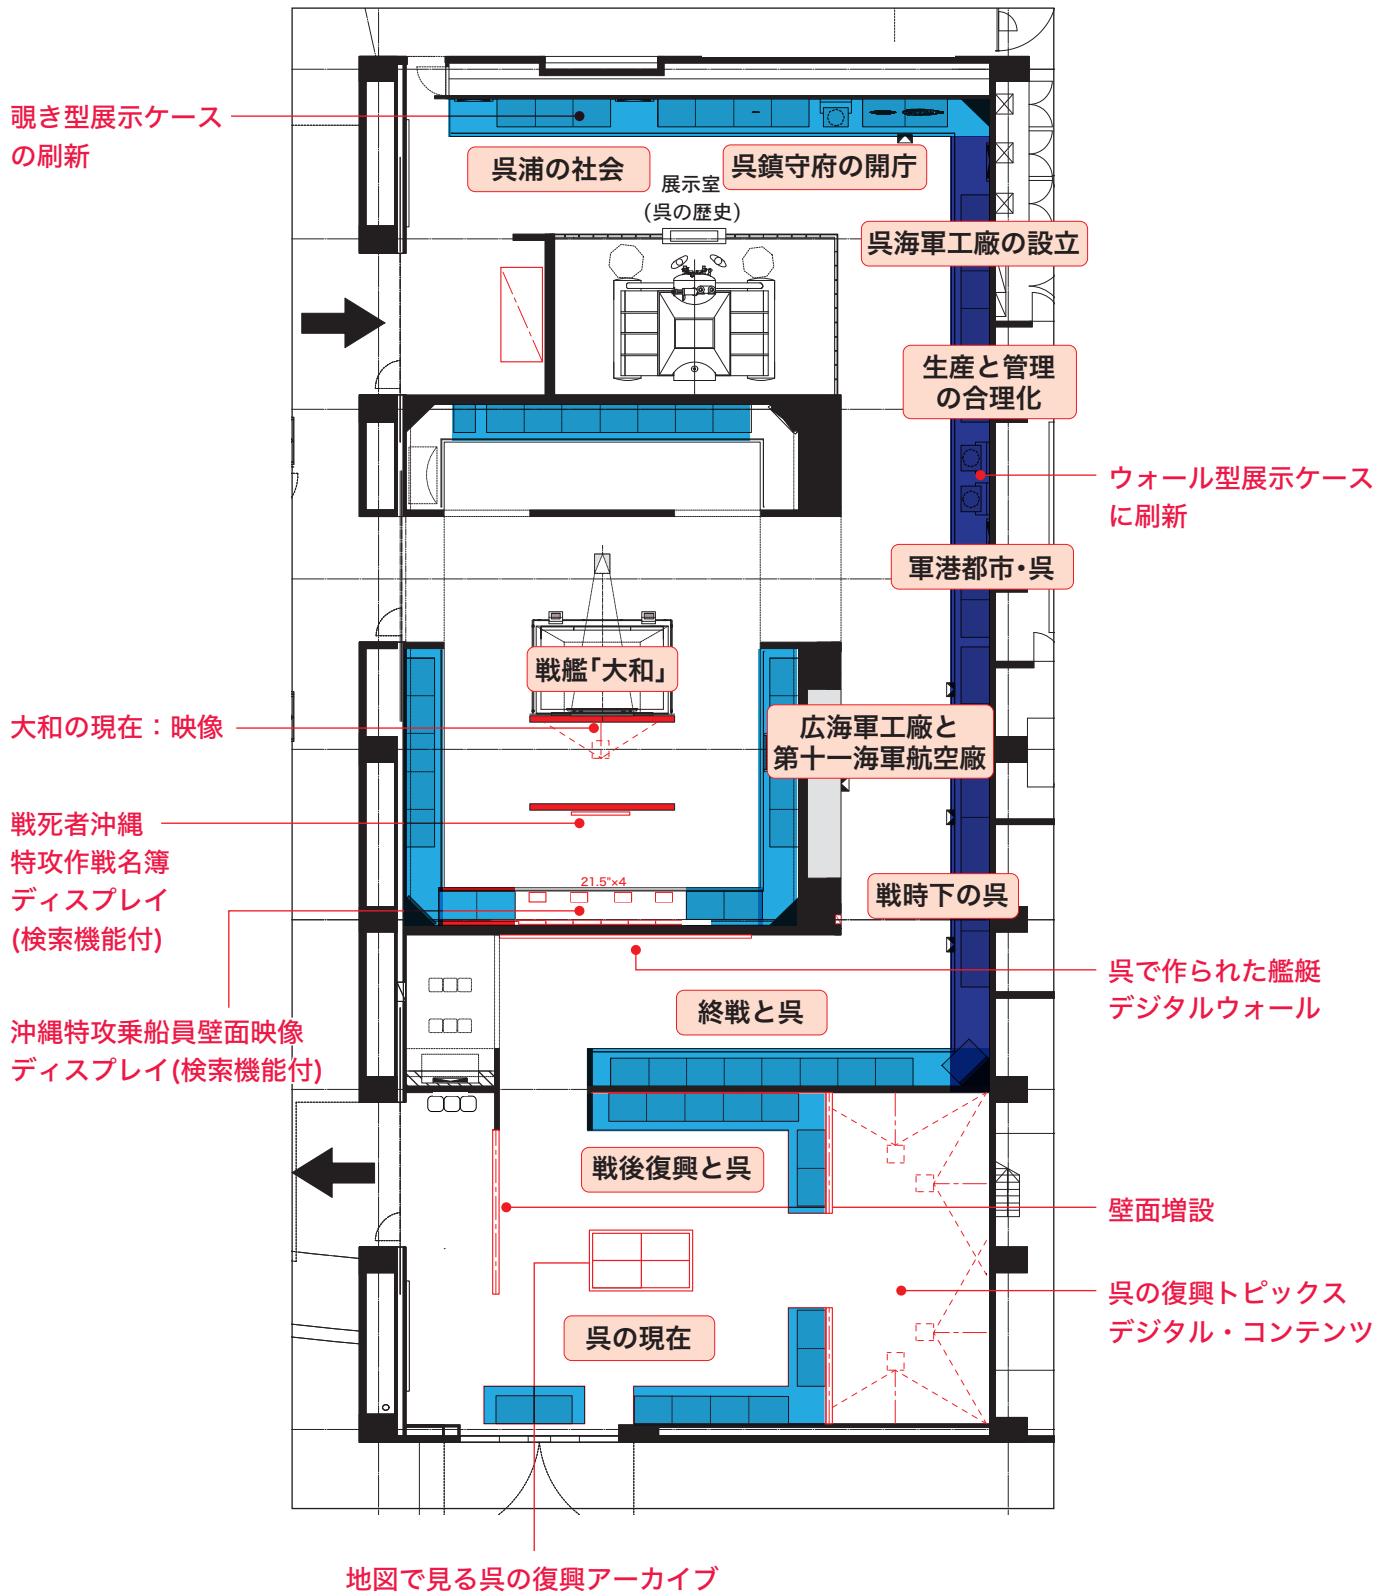 覗き型展示ケース
の刷新
呉浦の社会
呉鎮守府の開庁
展示室
(呉の歴史)
呉海軍工廠の設立
生産と管理
の合理化
ウォール型展示ケース
に刷新
軍港都市・呉
戦艦「大和」
大和の現在：映像
広海軍工廠と
第十一海軍航空廠
戦死者沖縄
特攻作戦名簿
ディスプレイ
(検索機能付)
21.5"×4
戦時下の呉
呉で作られた艦艇
デジタルウォール
終戦と呉
沖縄特攻乗船員壁面映像
ディスプレイ(検索機能付)
戦後復興と呉
壁面増設
呉の復興トピックス
デジタル・コンテンツ
呉の現在
地図で見る呉の復興アーカイブ